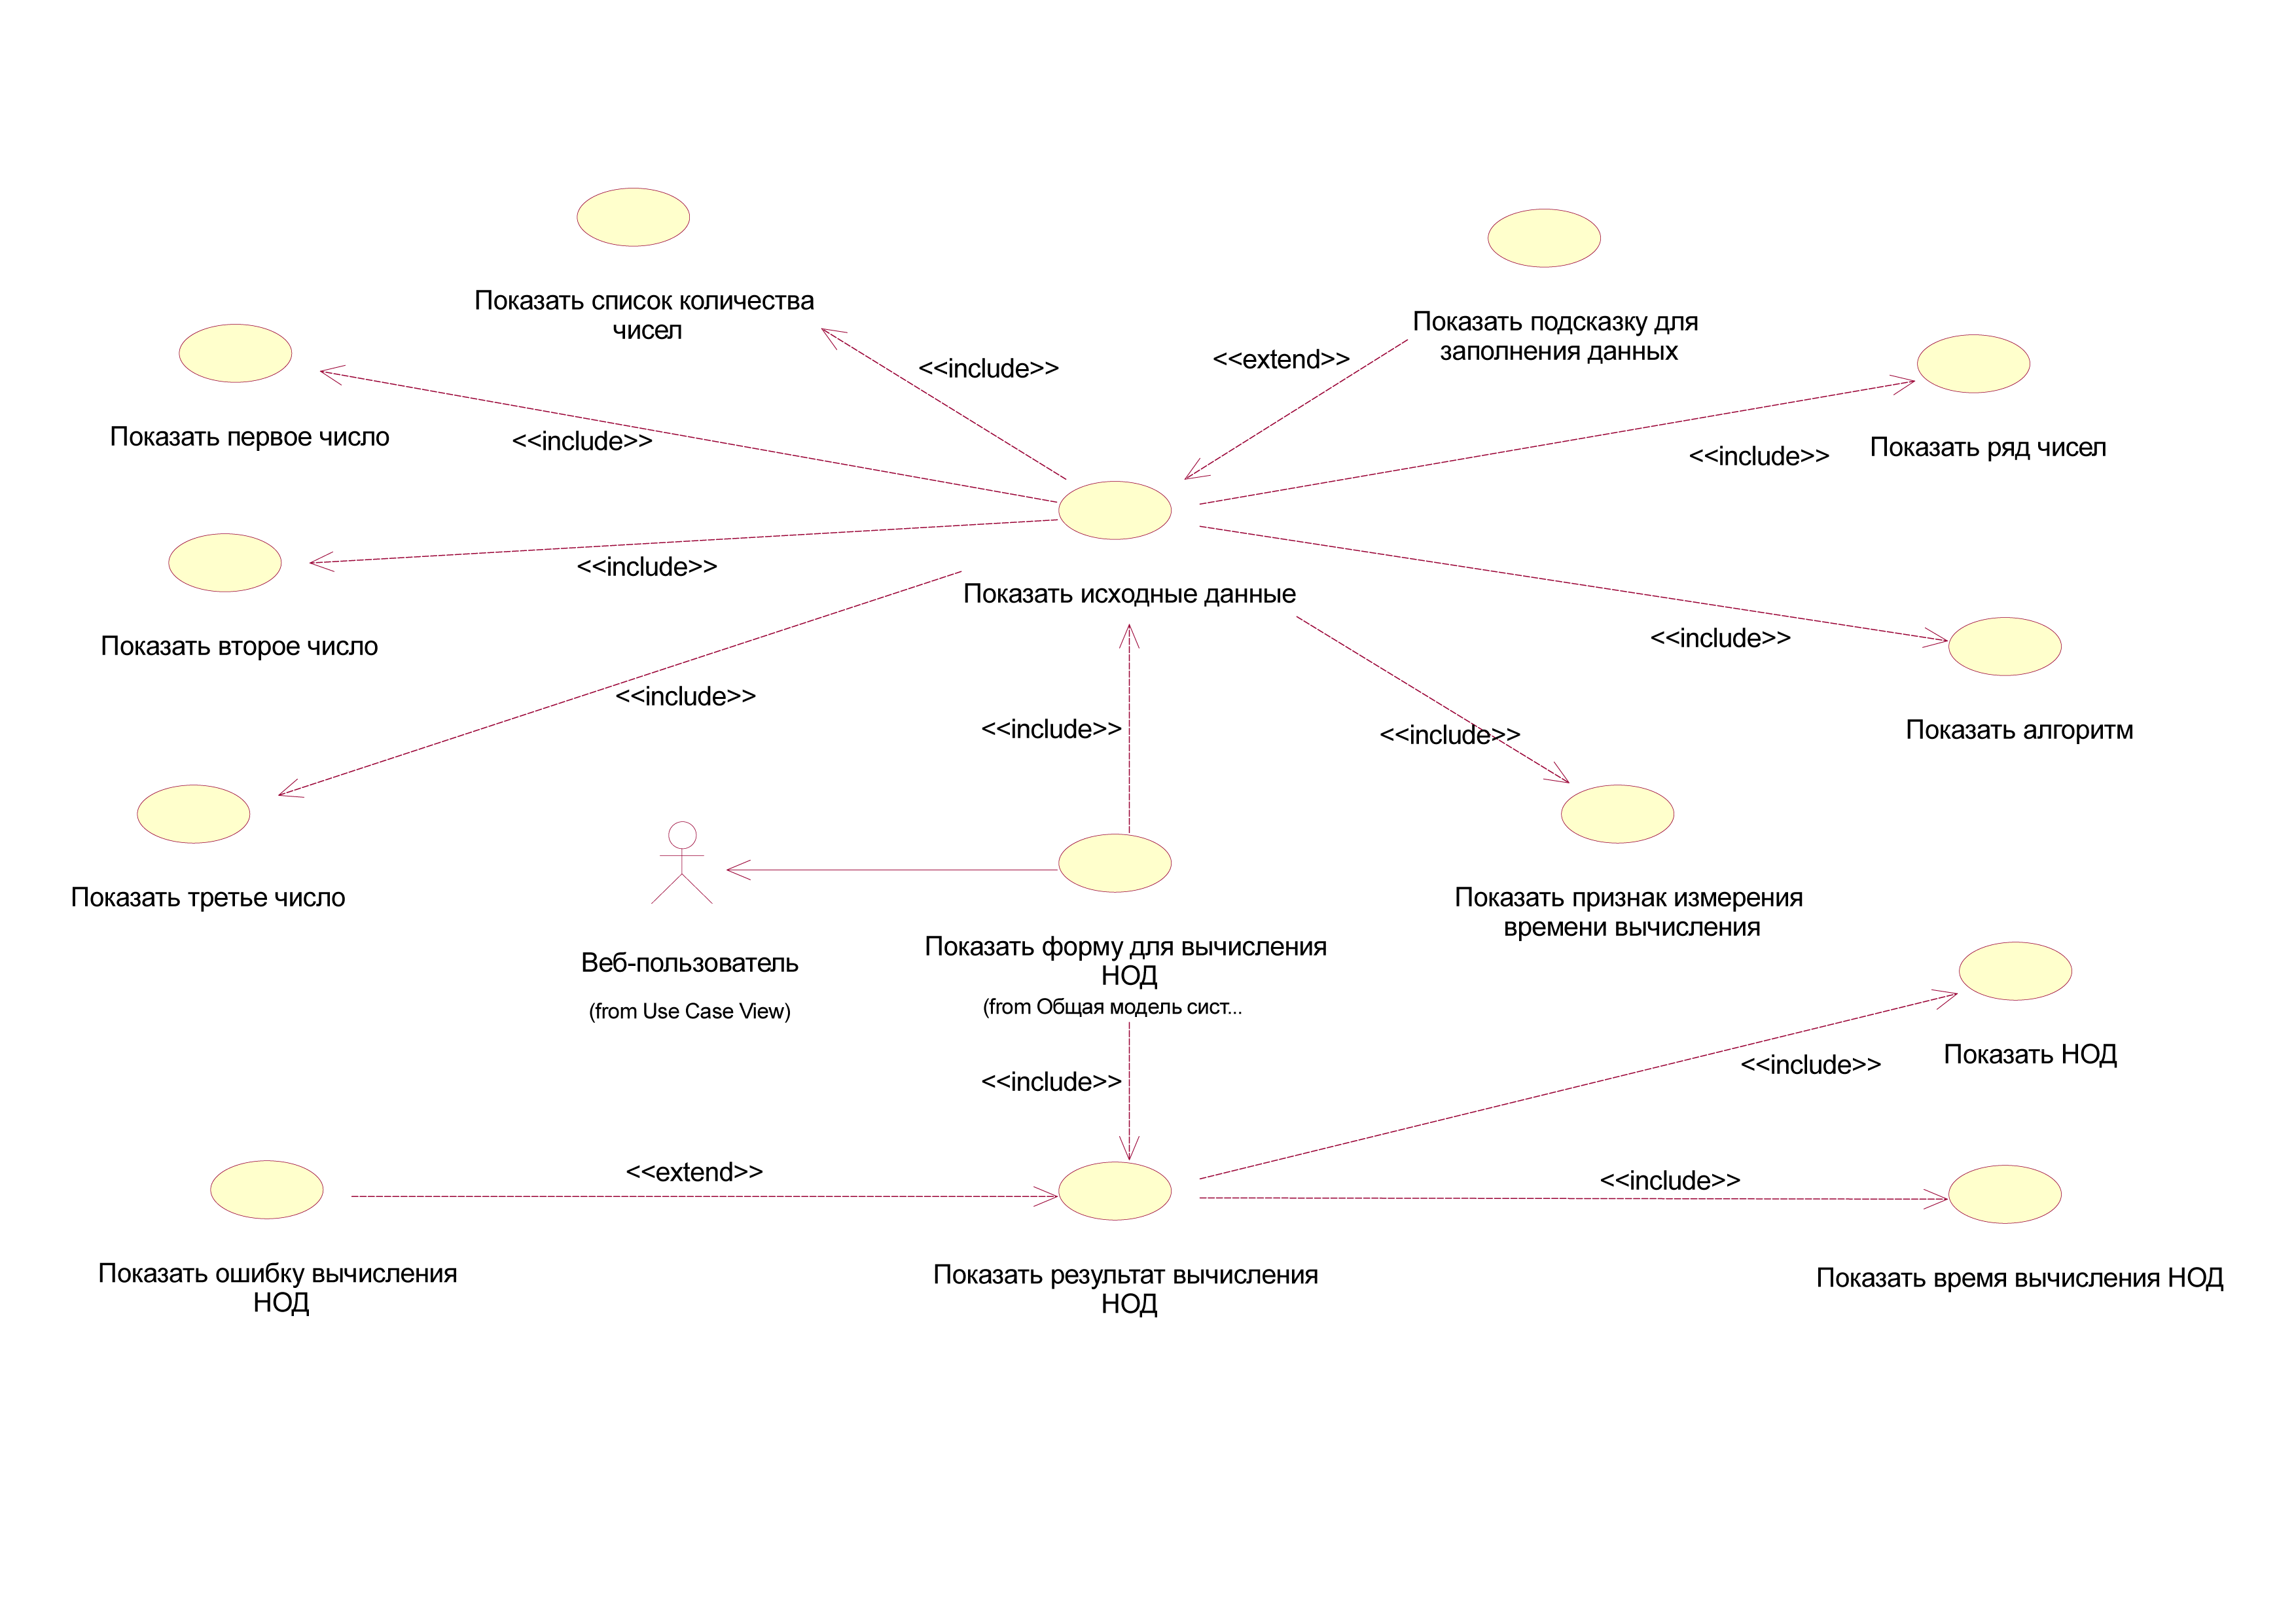 Показать список количества
чисел
Показать подсказку для
заполнения данных
<<extend>>
<<include>>
Показать первое число
<<include>>
<<include>>
Показать ряд чисел
<<include>>
Показать исходные данные
<<include>>
Показать второе число
<<include>>
<<include>>
<<include>>
Показать алгоритм
Показать третье число
Показать признак измерения
времени вычисления
Веб-пользователь
(from Use Case View)
Показать форму для вычисления
НОД
(from Общая модель сист...
<<include>>
<<include>>
Показать НОД
<<extend>>
<<include>>
Показать ошибку вычисления
НОД
Показать результат вычисления
НОД
Показать время вычисления НОД